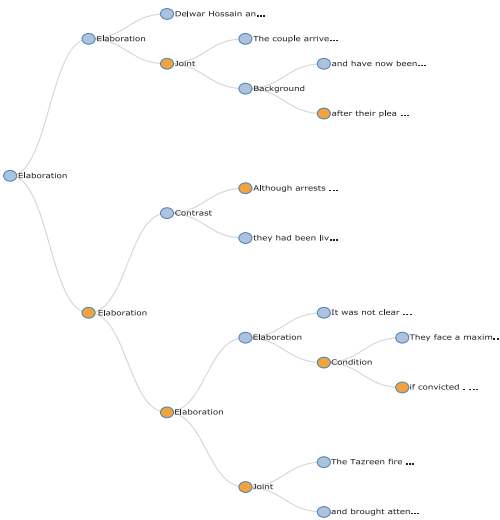 Delwar Hossain an...
Elaboration
The couple arrive...
Joint
and have now been...
Background
after their plea ...
Elaboration
Although arrests ...
Contrast
they had been liv...
Elaboration
It was not clear ...
Elaboration
They face a maxim...
Condition
if convicted . ...
Elaboration
The Tazreen fire ...
Joint
and brought atten...